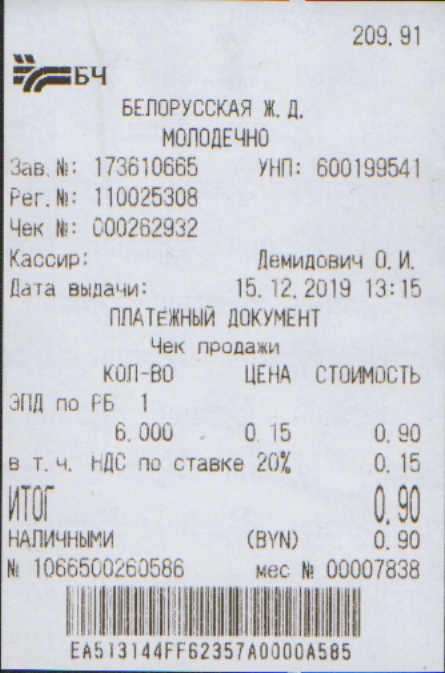 209.91
БЧ
БЕЛОРУССКАЯ Ж.Д.
МОЛОДЕЧНО
Зав.№: 173610665 УНП: 600199541
Рег.№: 110025308
Чек №: 000262932
Кассир: Демидович О.И.
Дата выдачи: 15.12.2019 13:15
ПЛАТЕЖНЫЙ ДОКУМЕНТ
Чек продажи
КОЛ-ВО ЦЕНА СТОИМОСТЬ
ЭПД по РБ 1
6.000 0.15 0.90
в т.ч. НДС по ставке 20% 0.15
ИТОГ 0.90
НАЛИЧНЫМИ (BYN) 0.90
№ 1066500260586 мес № 00007838
EA513144FF62357A0000A585